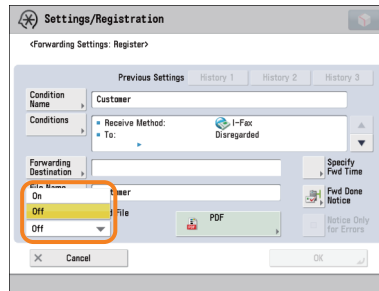 Settings/Registration
<Forwarding Settings: Register>
Previous Settings History 1 History 2 History 3
Condition Name Customer
Conditions
Receive Method: I-Fax
To: Disregarded
Forwarding Destination
Specify Fwd Time
File Name
On
Off
Off
File
PDF
Fwd Done Notice
Notice Only for Errors
Cancel
OK